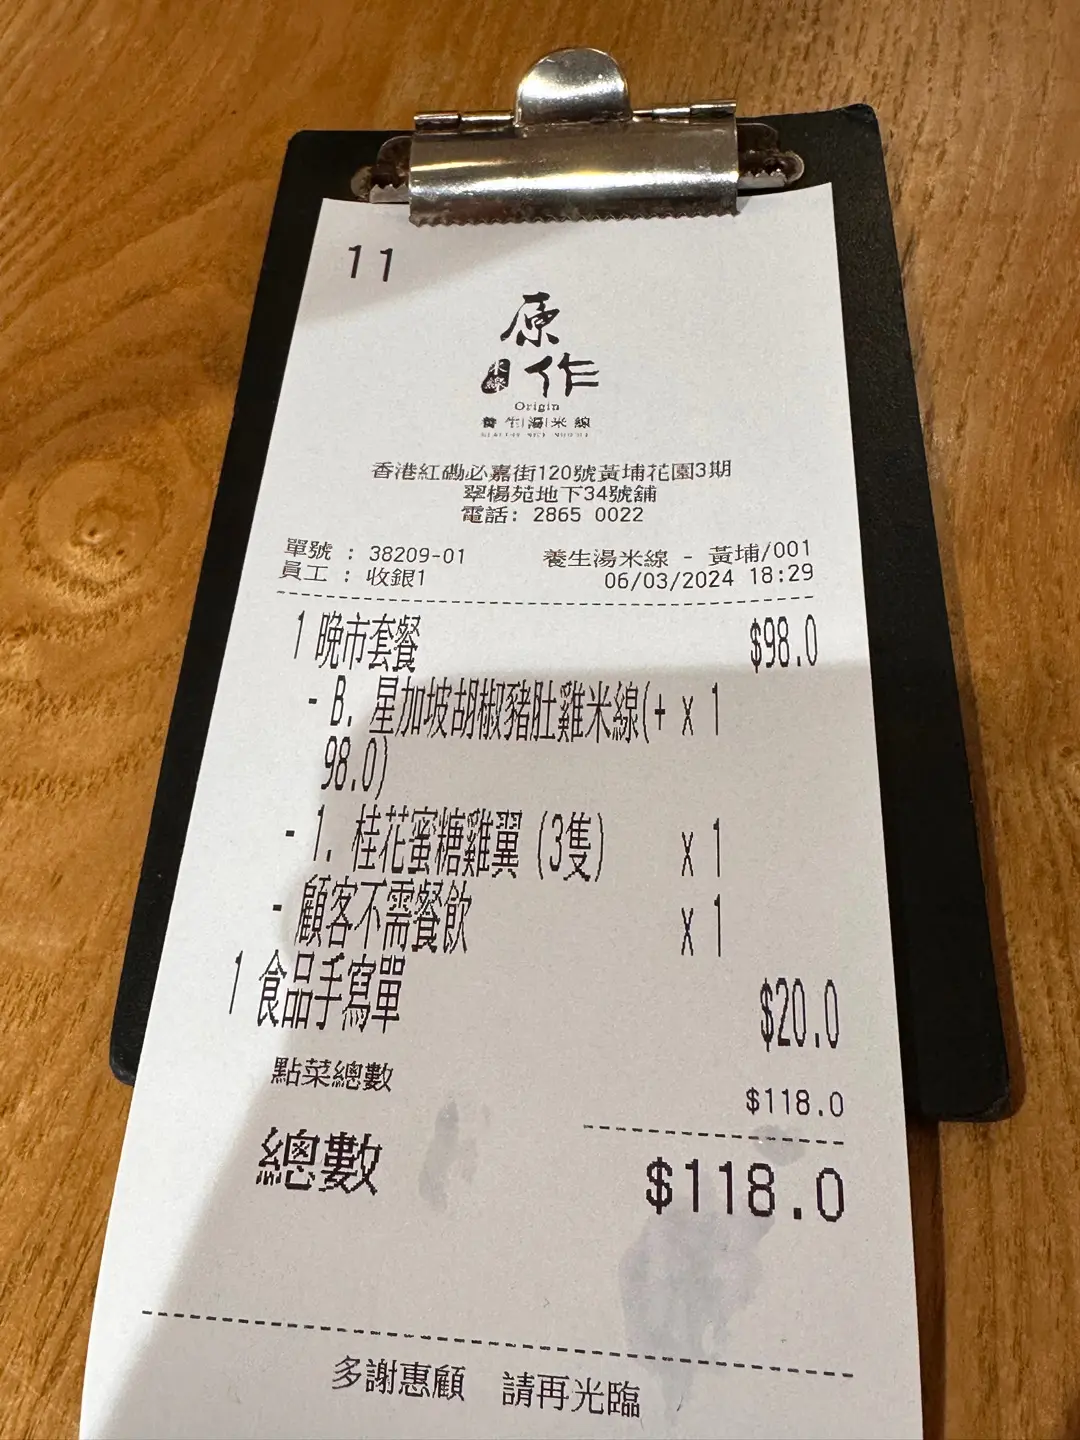 11
原
作
米線
Origin
養生湯米線
香港紅磡必嘉街120號黃埔花園3期
翠楊苑地下34號舖
電話: 2865 0022
單號 : 38209-01 養生湯米線 - 黃埔/001
員工 : 收銀1 06/03/2024 18:29
1 晚市套餐 $98.0
- B. 星加坡胡椒豬肚雞米線(+ x 1
98.0)
- 1. 桂花蜜糖雞翼 (3隻) x 1
- 顧客不需餐飲 x 1
1 食品手寫單 $20.0
點菜總數 $118.0
總數 $118.0
多謝惠顧 請再光臨